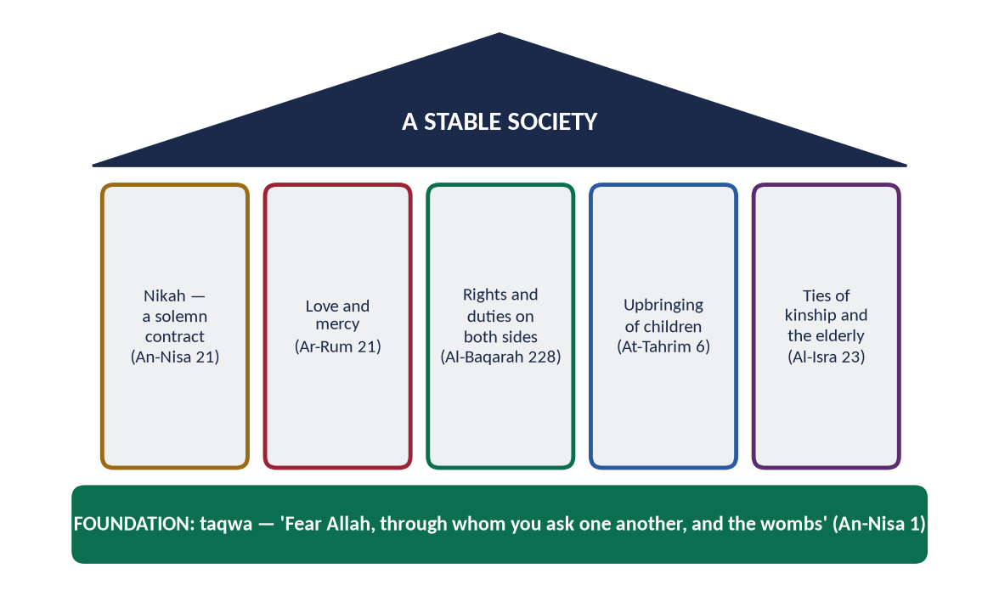 A STABLE SOCIETY
Nikah —
a solemn
contract
(An-Nisa 21)
Love and
mercy
(Ar-Rum 21)
Rights and
duties on
both sides
(Al-Baqarah 228)
Upbringing
of children
(At-Tahrim 6)
Ties of
kinship and
the elderly
(Al-Isra 23)
FOUNDATION: taqwa — 'Fear Allah, through whom you ask one another, and the wombs' (An-Nisa 1)